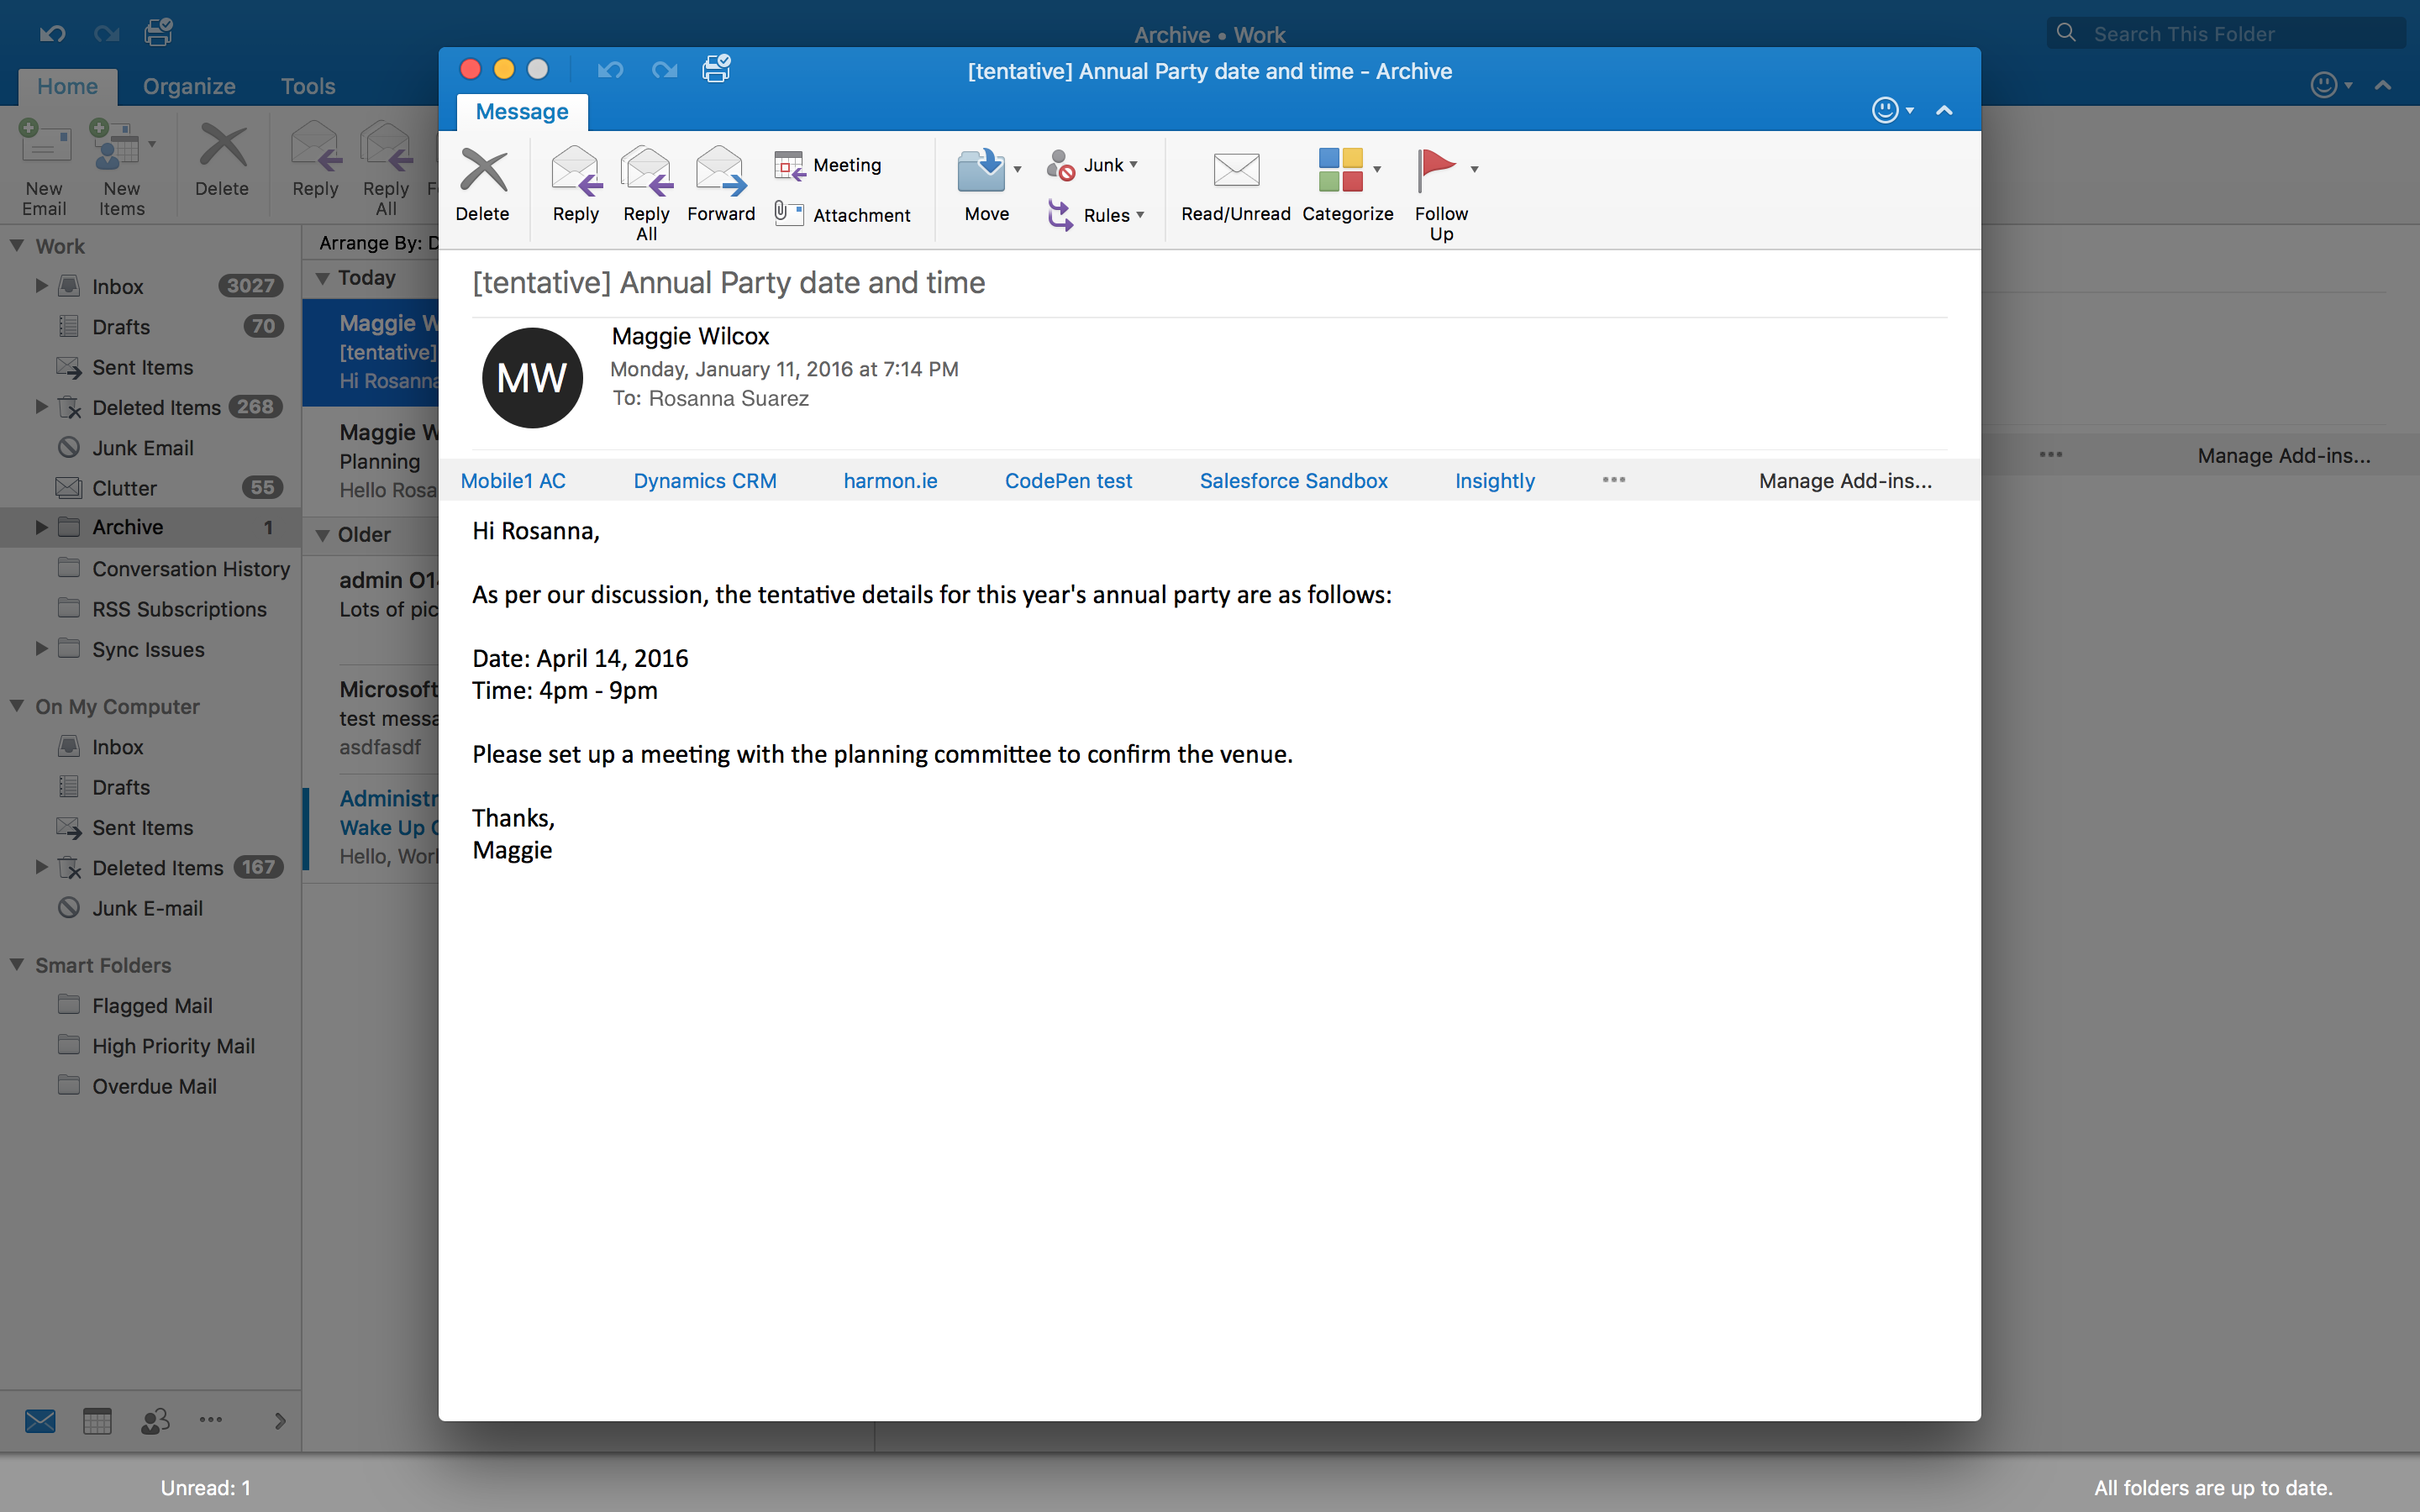 Archive • Work
Search This Folder
Home
Organize
Tools
New
Email
New
Items
Delete
Reply
Reply
All
Arrange By:
Work
Inbox 3027
Drafts 70
Sent Items
Deleted Items 268
Junk Email
Clutter 55
Archive 1
Conversation History
RSS Subscriptions
Sync Issues
On My Computer
Inbox
Drafts
Sent Items
Deleted Items 167
Junk E-mail
Smart Folders
Flagged Mail
High Priority Mail
Overdue Mail
Today
Maggie W
[tentative]
Hi Rosanna
Maggie W
Planning
Hello Rosa
Older
admin O1
Lots of pic
Microsoft
test messa
asdfasdf
Administr
Wake Up
Hello, Worl
[tentative] Annual Party date and time - Archive
Message
Delete
Reply
Reply
All
Forward
Meeting
Attachment
Move
Junk
Rules
Read/Unread
Categorize
Follow
Up
[tentative] Annual Party date and time
MW
Maggie Wilcox
Monday, January 11, 2016 at 7:14 PM
To: Rosanna Suarez
Mobile1 AC
Dynamics CRM
harmon.ie
CodePen test
Salesforce Sandbox
Insightly
•••
Manage Add-ins...
Hi Rosanna,
As per our discussion, the tentative details for this year's annual party are as follows:
Date: April 14, 2016
Time: 4pm - 9pm
Please set up a meeting with the planning committee to confirm the venue.
Thanks,
Maggie
•••
Manage Add-ins...
Unread: 1
All folders are up to date.